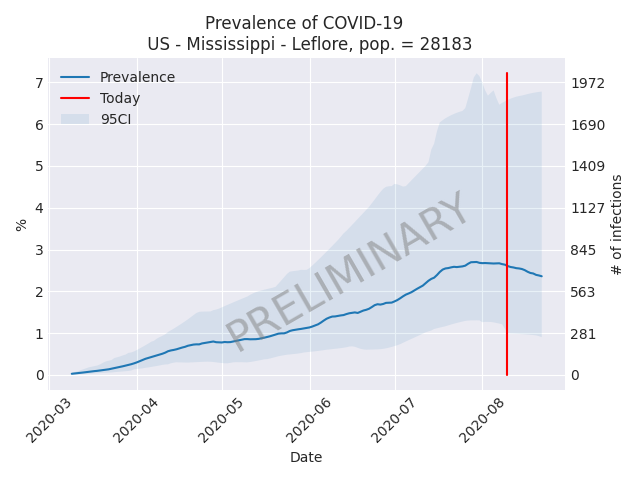 Prevalence of COVID-19
US - Mississippi - Leflore, pop. = 28183
Prevalence
Today
95CI
PRELIMINARY
%
7
6
5
4
3
2
1
0
1972
1690
1409
1127
845
563
281
0
# of infections
2020-03
2020-04
2020-05
2020-06
2020-07
2020-08
Date